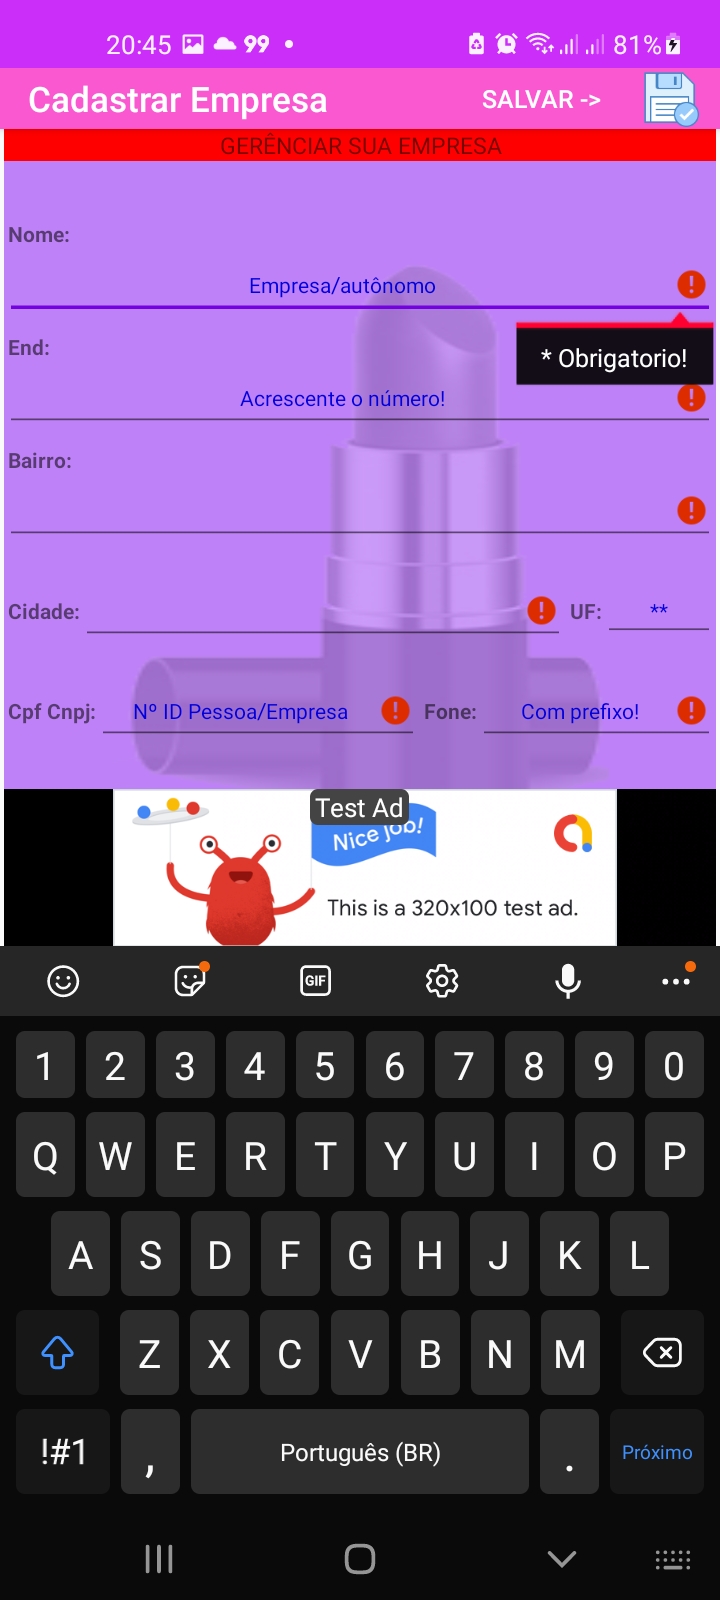 20:45 99 81%
Cadastrar Empresa SALVAR ->
GERÊNCIAR SUA EMPRESA
Nome:
Empresa/autônomo
* Obrigatorio!
End:
Acrescente o número!
Bairro:
Cidade: UF: **
Cpf Cnpj: Nº ID Pessoa/Empresa Fone: Com prefixo!
Test Ad
Nice job!
This is a 320x100 test ad.
GIF
1 2 3 4 5 6 7 8 9 0
Q W E R T Y U I O P
A S D F G H J K L
Z X C V B N M
!#1 , Português (BR) . Próximo